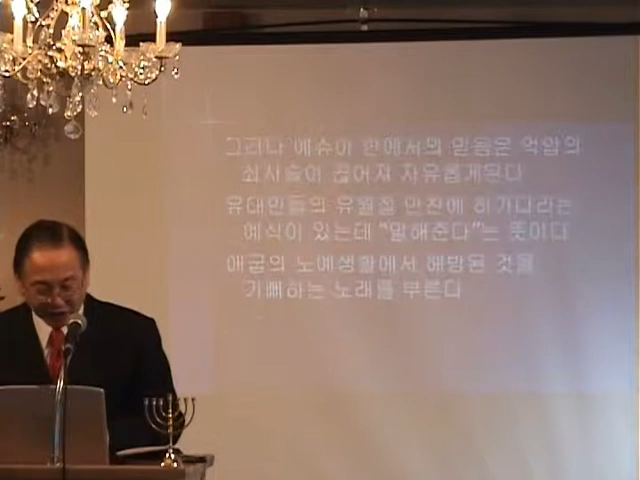 그러나 예슈아 안에서의 믿음은 억압의
쇠사슬이 끊어져 자유롭게된다
유대인들의 유월절 만찬에 하가다라는
예식이 있는데 "말해준다"는 뜻이다
애굽의 노예생활에서 해방된 것을
기뻐하는 노래를 부른다